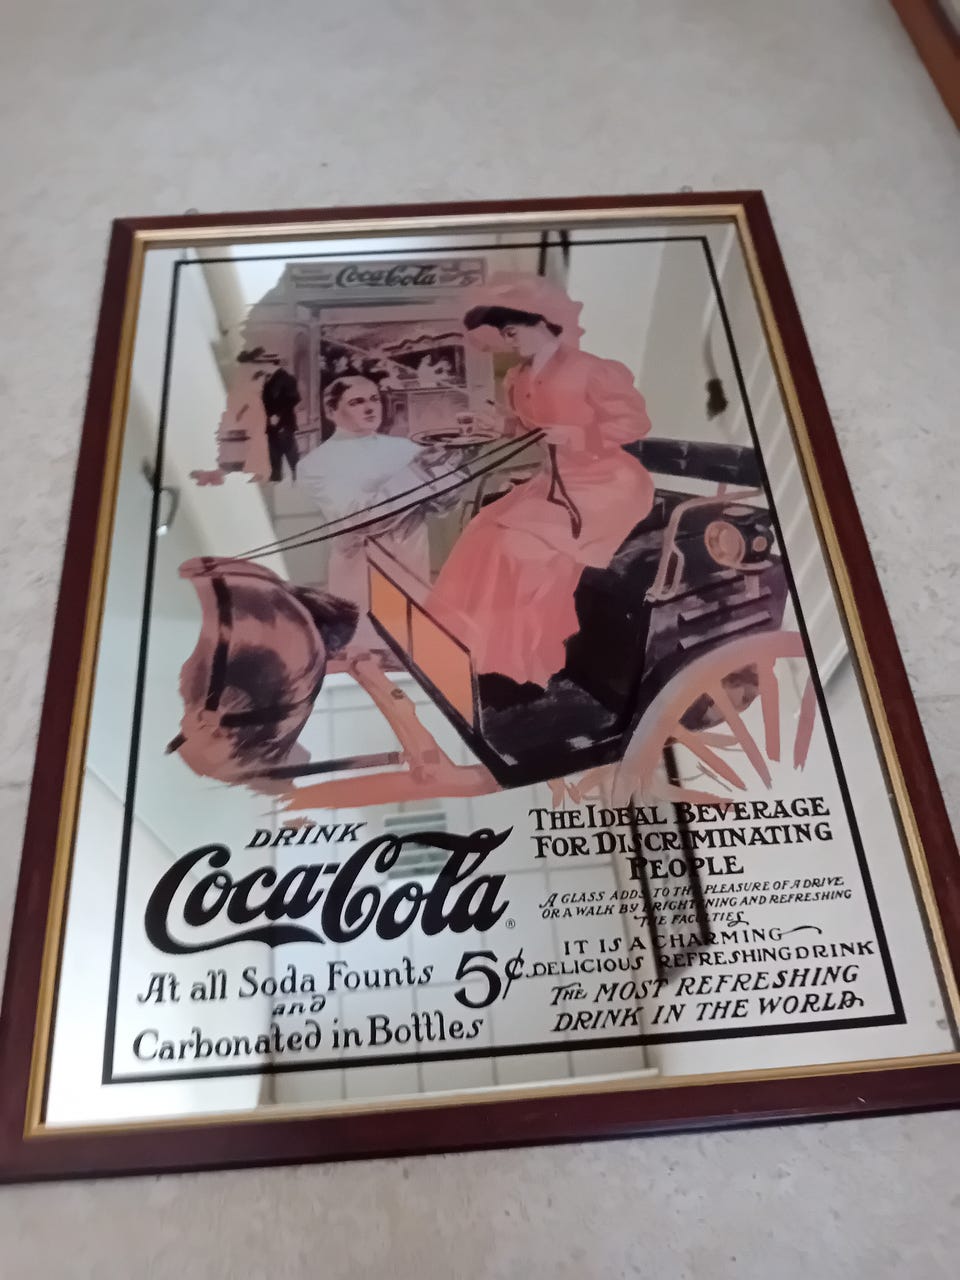 Coca-Cola
DRINK
Coca-Cola®
At all Soda Founts
and
Carbonated in Bottles
5¢
THE IDEAL BEVERAGE
FOR DISCRIMINATING
PEOPLE
A GLASS ADDS TO THE PLEASURE OF A DRIVE
OR A WALK BY BRIGHTENING AND REFRESHING
THE FACULTIES
IT IS A CHARMING
DELICIOUS REFRESHING DRINK
THE MOST REFRESHING
DRINK IN THE WORLD